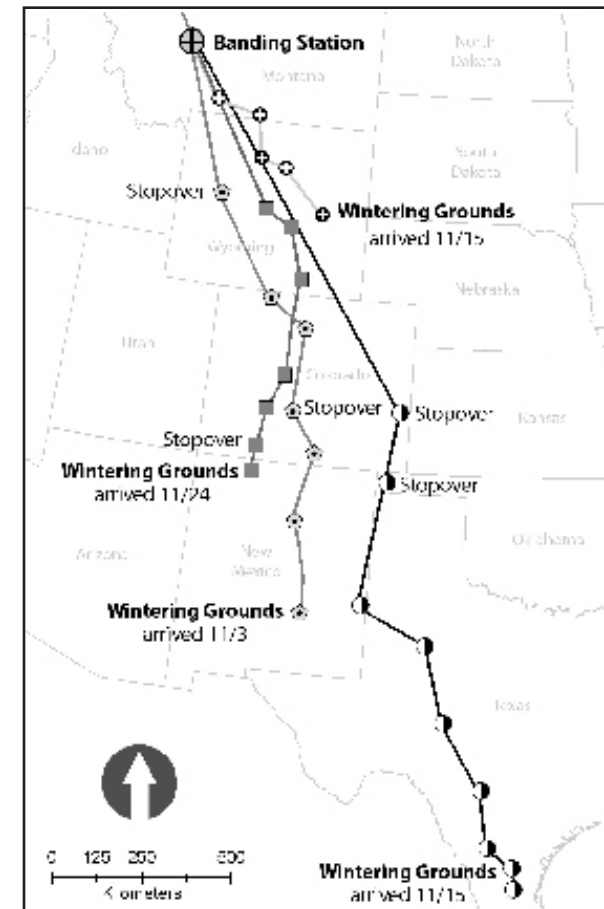 Banding Station
North
Dakota
Montana
Idaho
South
Dakota
Stopover
Wintering Grounds
arrived 11/15
Wyoming
Nebraska
Utah
Colorado
Stopover
Stopover
Kansas
Stopover
Wintering Grounds
arrived 11/24
Stopover
Oklahoma
Arizona
New
Mexico
Wintering Grounds
arrived 11/3
Texas
0 125 250 500
Kilometers
Wintering Grounds
arrived 11/15